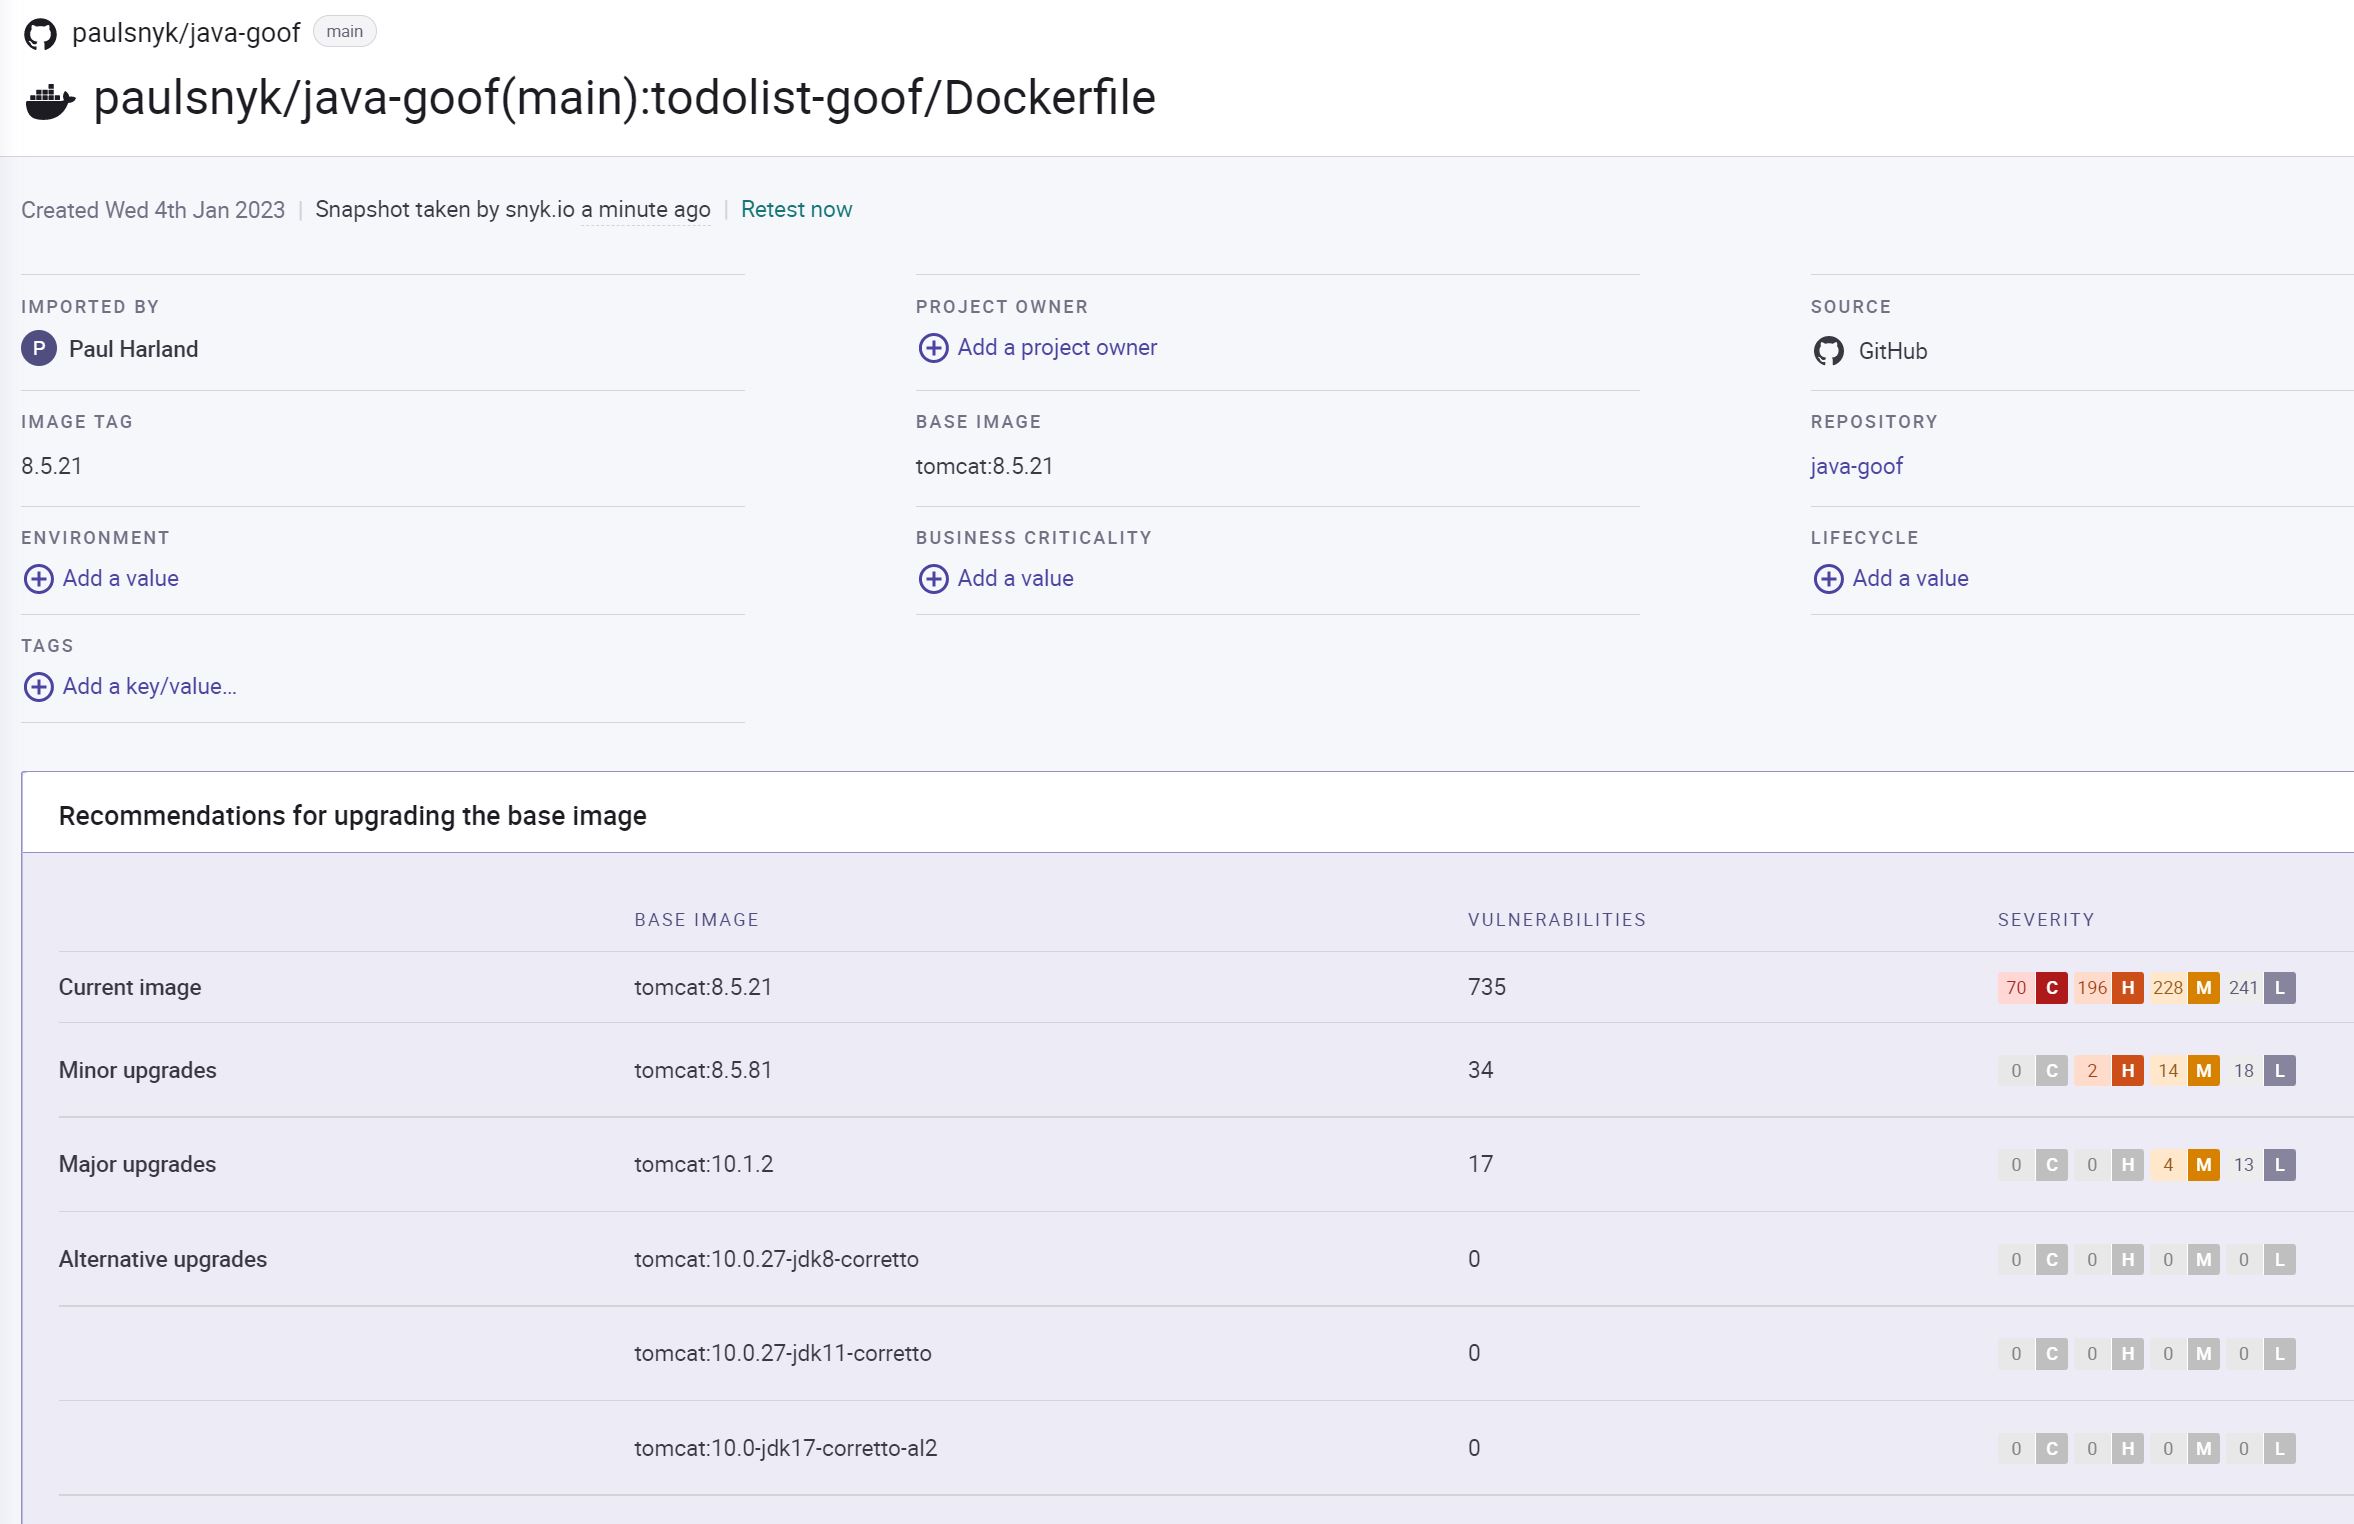 paulsnyk/java-goof main
paulsnyk/java-goof(main):todolist-goof/Dockerfile
Created Wed 4th Jan 2023 | Snapshot taken by snyk.io a minute ago | Retest now
IMPORTED BY
P Paul Harland
PROJECT OWNER
Add a project owner
SOURCE
GitHub
IMAGE TAG
8.5.21
BASE IMAGE
tomcat:8.5.21
REPOSITORY
java-goof
ENVIRONMENT
Add a value
BUSINESS CRITICALITY
Add a value
LIFECYCLE
Add a value
TAGS
Add a key/value...
Recommendations for upgrading the base image
BASE IMAGE VULNERABILITIES SEVERITY
Current image tomcat:8.5.21 735 70 C 196 H 228 M 241 L
Minor upgrades tomcat:8.5.81 34 0 C 2 H 14 M 18 L
Major upgrades tomcat:10.1.2 17 0 C 0 H 4 M 13 L
Alternative upgrades tomcat:10.0.27-jdk8-corretto 0 0 C 0 H 0 M 0 L
tomcat:10.0.27-jdk11-corretto 0 0 C 0 H 0 M 0 L
tomcat:10.0-jdk17-corretto-al2 0 0 C 0 H 0 M 0 L